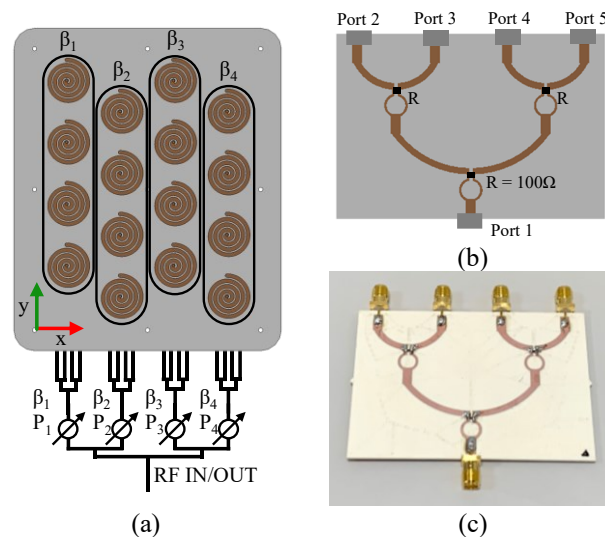 β1
β2
β3
β4
y
x
β1 β2 β3 β4
P1 P2 P3 P4
RF IN/OUT
(a)
Port 2 Port 3 Port 4 Port 5
R R
R = 100Ω
Port 1
(b)
(c)